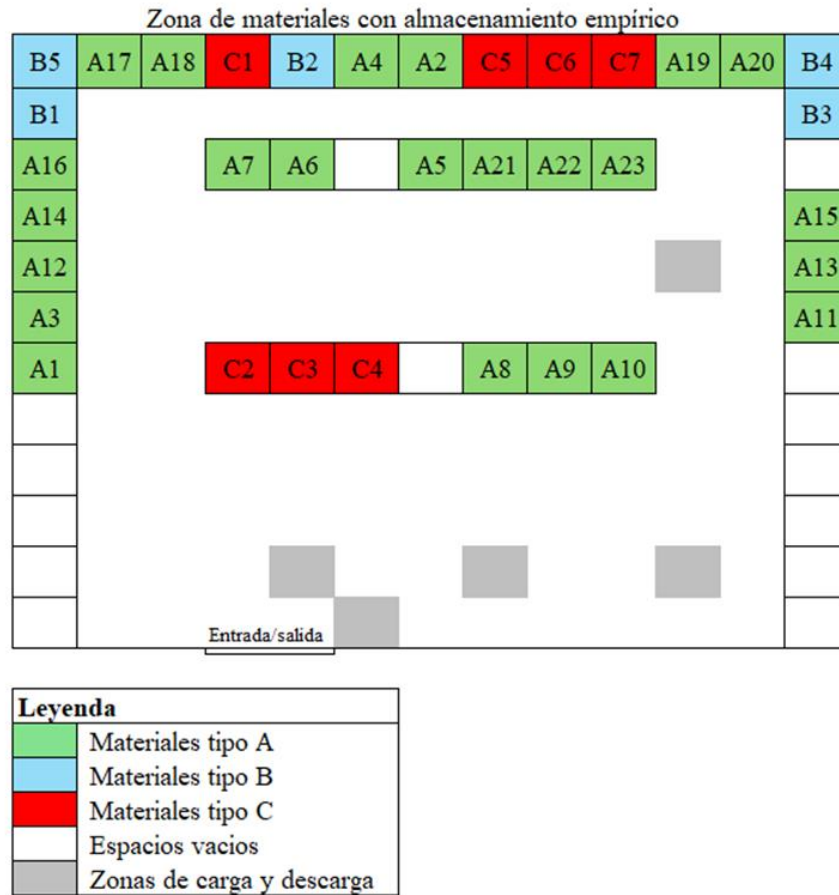 Zona de materiales con almacenamiento empírico
B5 A17 A18 C1 B2 A4 A2 C5 C6 C7 A19 A20 B4
B1 B3
A16 A7 A6 A5 A21 A22 A23
A14 A15
A12 A13
A3 A11
A1 C2 C3 C4 A8 A9 A10
Entrada/salida
Leyenda
Materiales tipo A
Materiales tipo B
Materiales tipo C
Espacios vacios
Zonas de carga y descarga